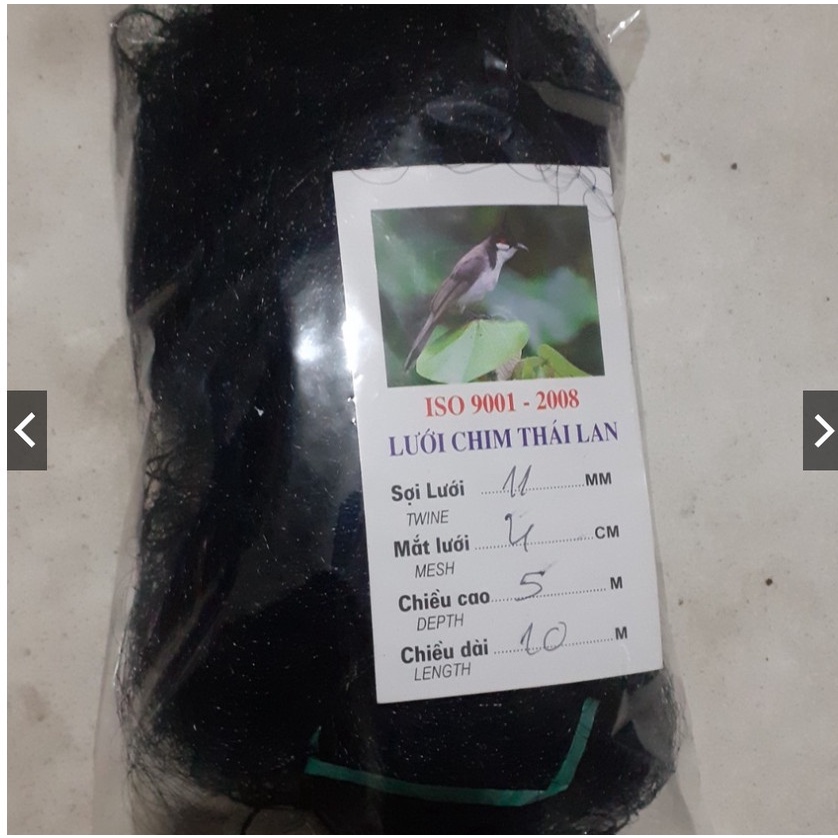 ISO 9001 - 2008
LƯỚI CHIM THÁI LAN
Sợi Lưới ........11........MM
TWINE
Mắt lưới ........4........CM
MESH
Chiều cao........5........M
DEPTH
Chiều dài ........10........M
LENGTH